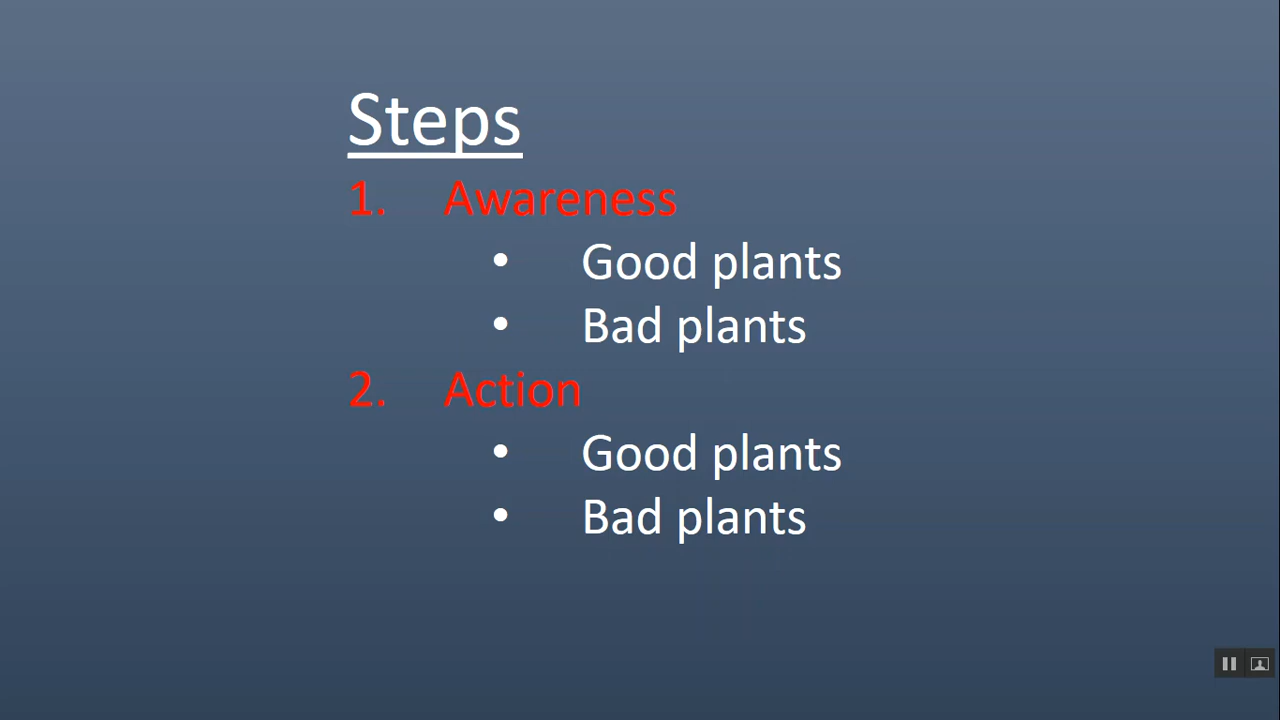 Steps
1. Awareness
• Good plants
• Bad plants
2. Action
• Good plants
• Bad plants